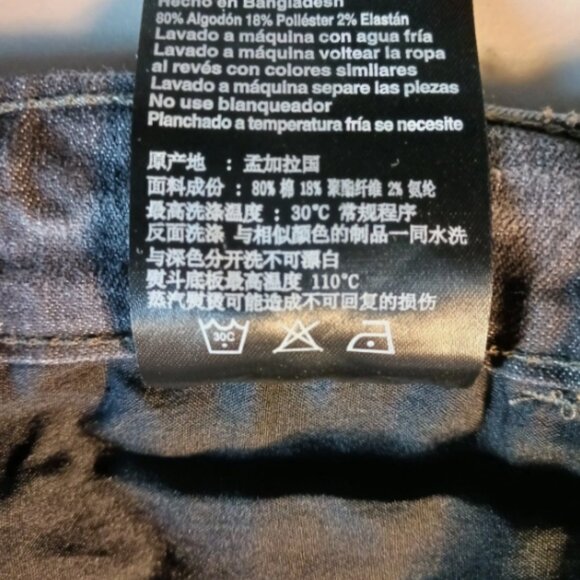 Hecho en Bangladesh
80% Algodón 18% Poliéster 2% Elastán
Lavado a máquina con agua fría
Lavado a máquina voltear la ropa
al revés con colores similares
Lavado a máquina separe las piezas
No use blanqueador
Planchado a temperatura fría se necesite
原产地 : 孟加拉国
面料成份 : 80% 棉 18% 聚酯纤维 2% 氨纶
最高洗涤温度 : 30°C 常规程序
反面洗涤 与相似颜色的制品一同水洗
与深色分开洗不可漂白
熨斗底板最高温度 110°C
蒸汽熨烫可能造成不可回复的损伤
30C